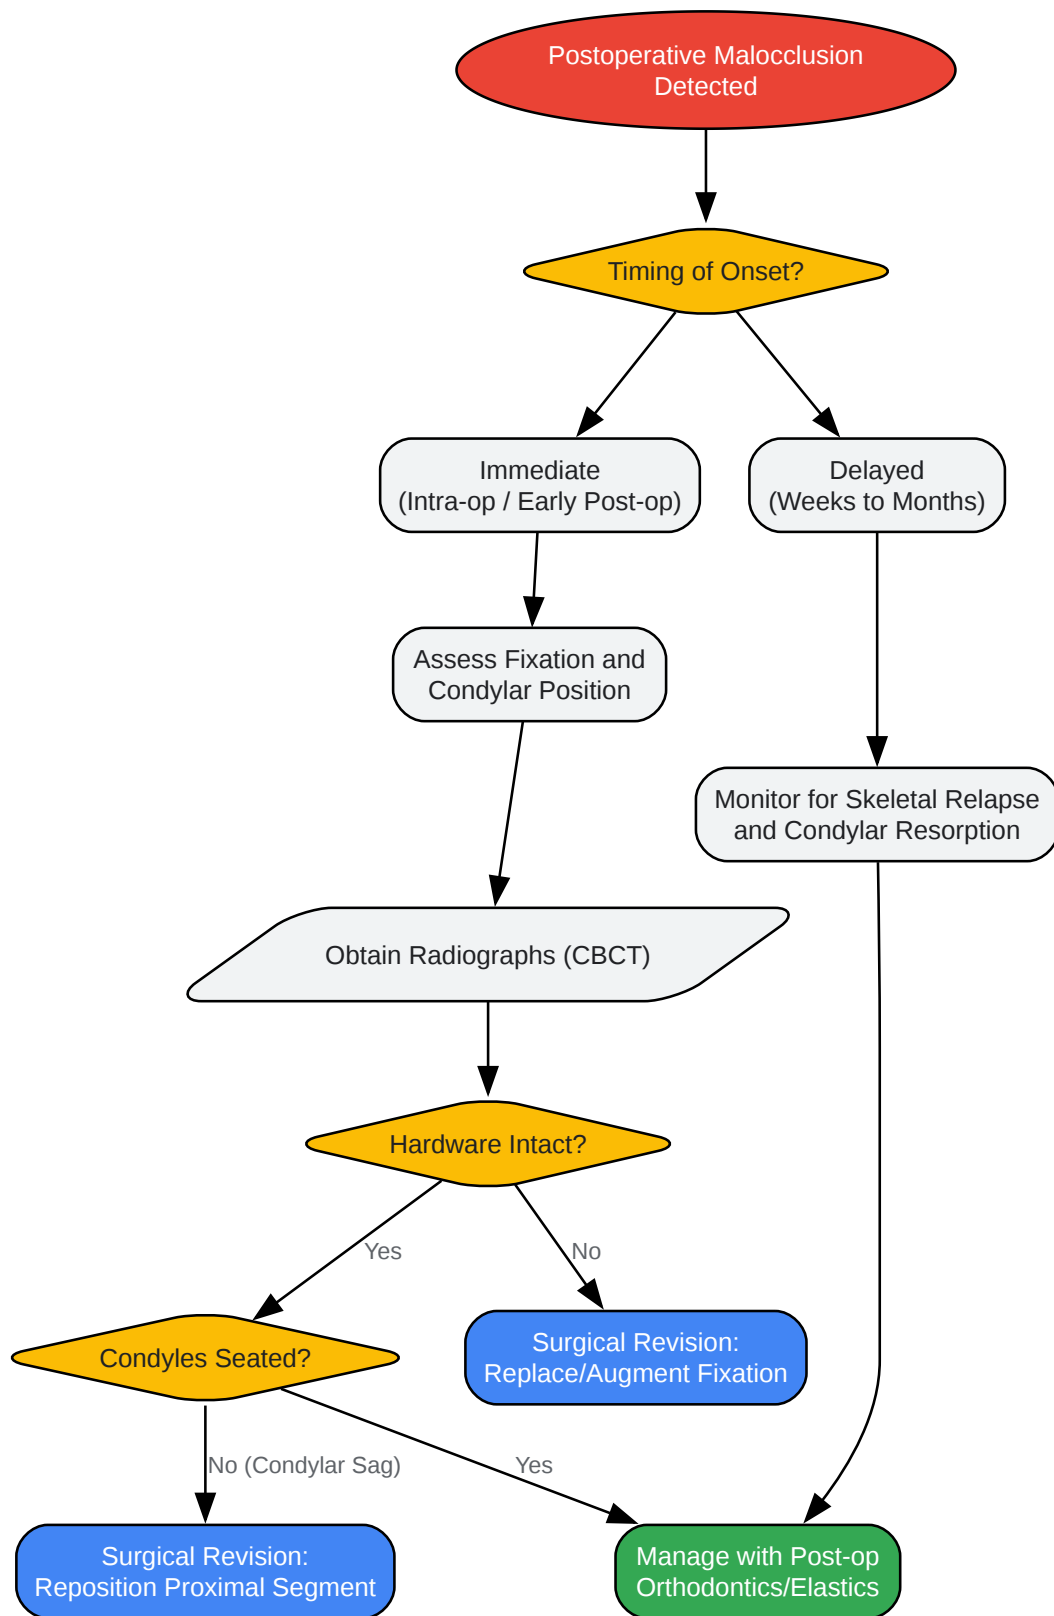 Postoperative Malocclusion
Detected
Timing of Onset?
Immediate
(Intra-op / Early Post-op)
Delayed
(Weeks to Months)
Assess Fixation and
Condylar Position
Monitor for Skeletal Relapse
and Condylar Resorption
Obtain Radiographs (CBCT)
Hardware Intact?
Yes
No
Condyles Seated?
Surgical Revision:
Replace/Augment Fixation
No (Condylar Sag)
Yes
Surgical Revision:
Reposition Proximal Segment
Manage with Post-op
Orthodontics/Elastics